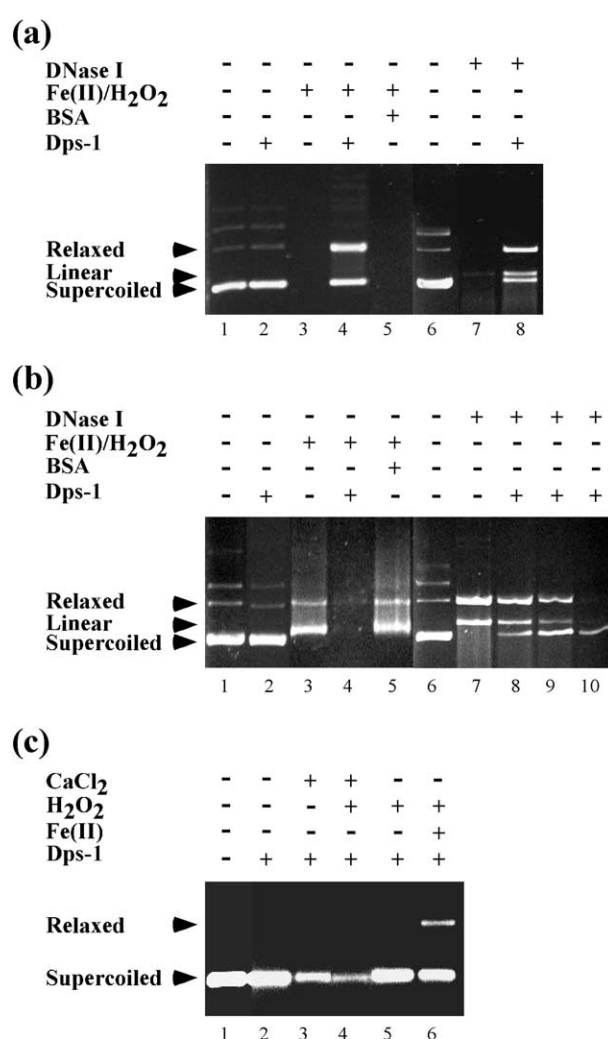 (a)
DNase I - - - - - - + +
Fe(II)/H2O2 - - + + + - - -
BSA - - - - + - - -
Dps-1 - + - + - - - +
Relaxed
Linear
Supercoiled
1 2 3 4 5 6 7 8
(b)
DNase I - - - - - - + + + +
Fe(II)/H2O2 - - + + + - - - - -
BSA - - - - + - - - - -
Dps-1 - + - + - - - + + +
Relaxed
Linear
Supercoiled
1 2 3 4 5 6 7 8 9 10
(c)
CaCl2 - - + + - -
H2O2 - - - + + +
Fe(II) - - - - - +
Dps-1 - + + + + +
Relaxed
Supercoiled
1 2 3 4 5 6